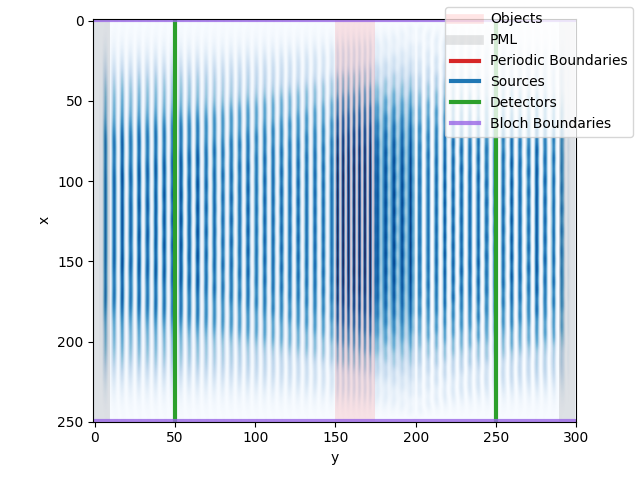 Objects
PML
Periodic Boundaries
Sources
Detectors
Bloch Boundaries
0
50
100
150
200
250
x
0 50 100 150 200 250 300
y